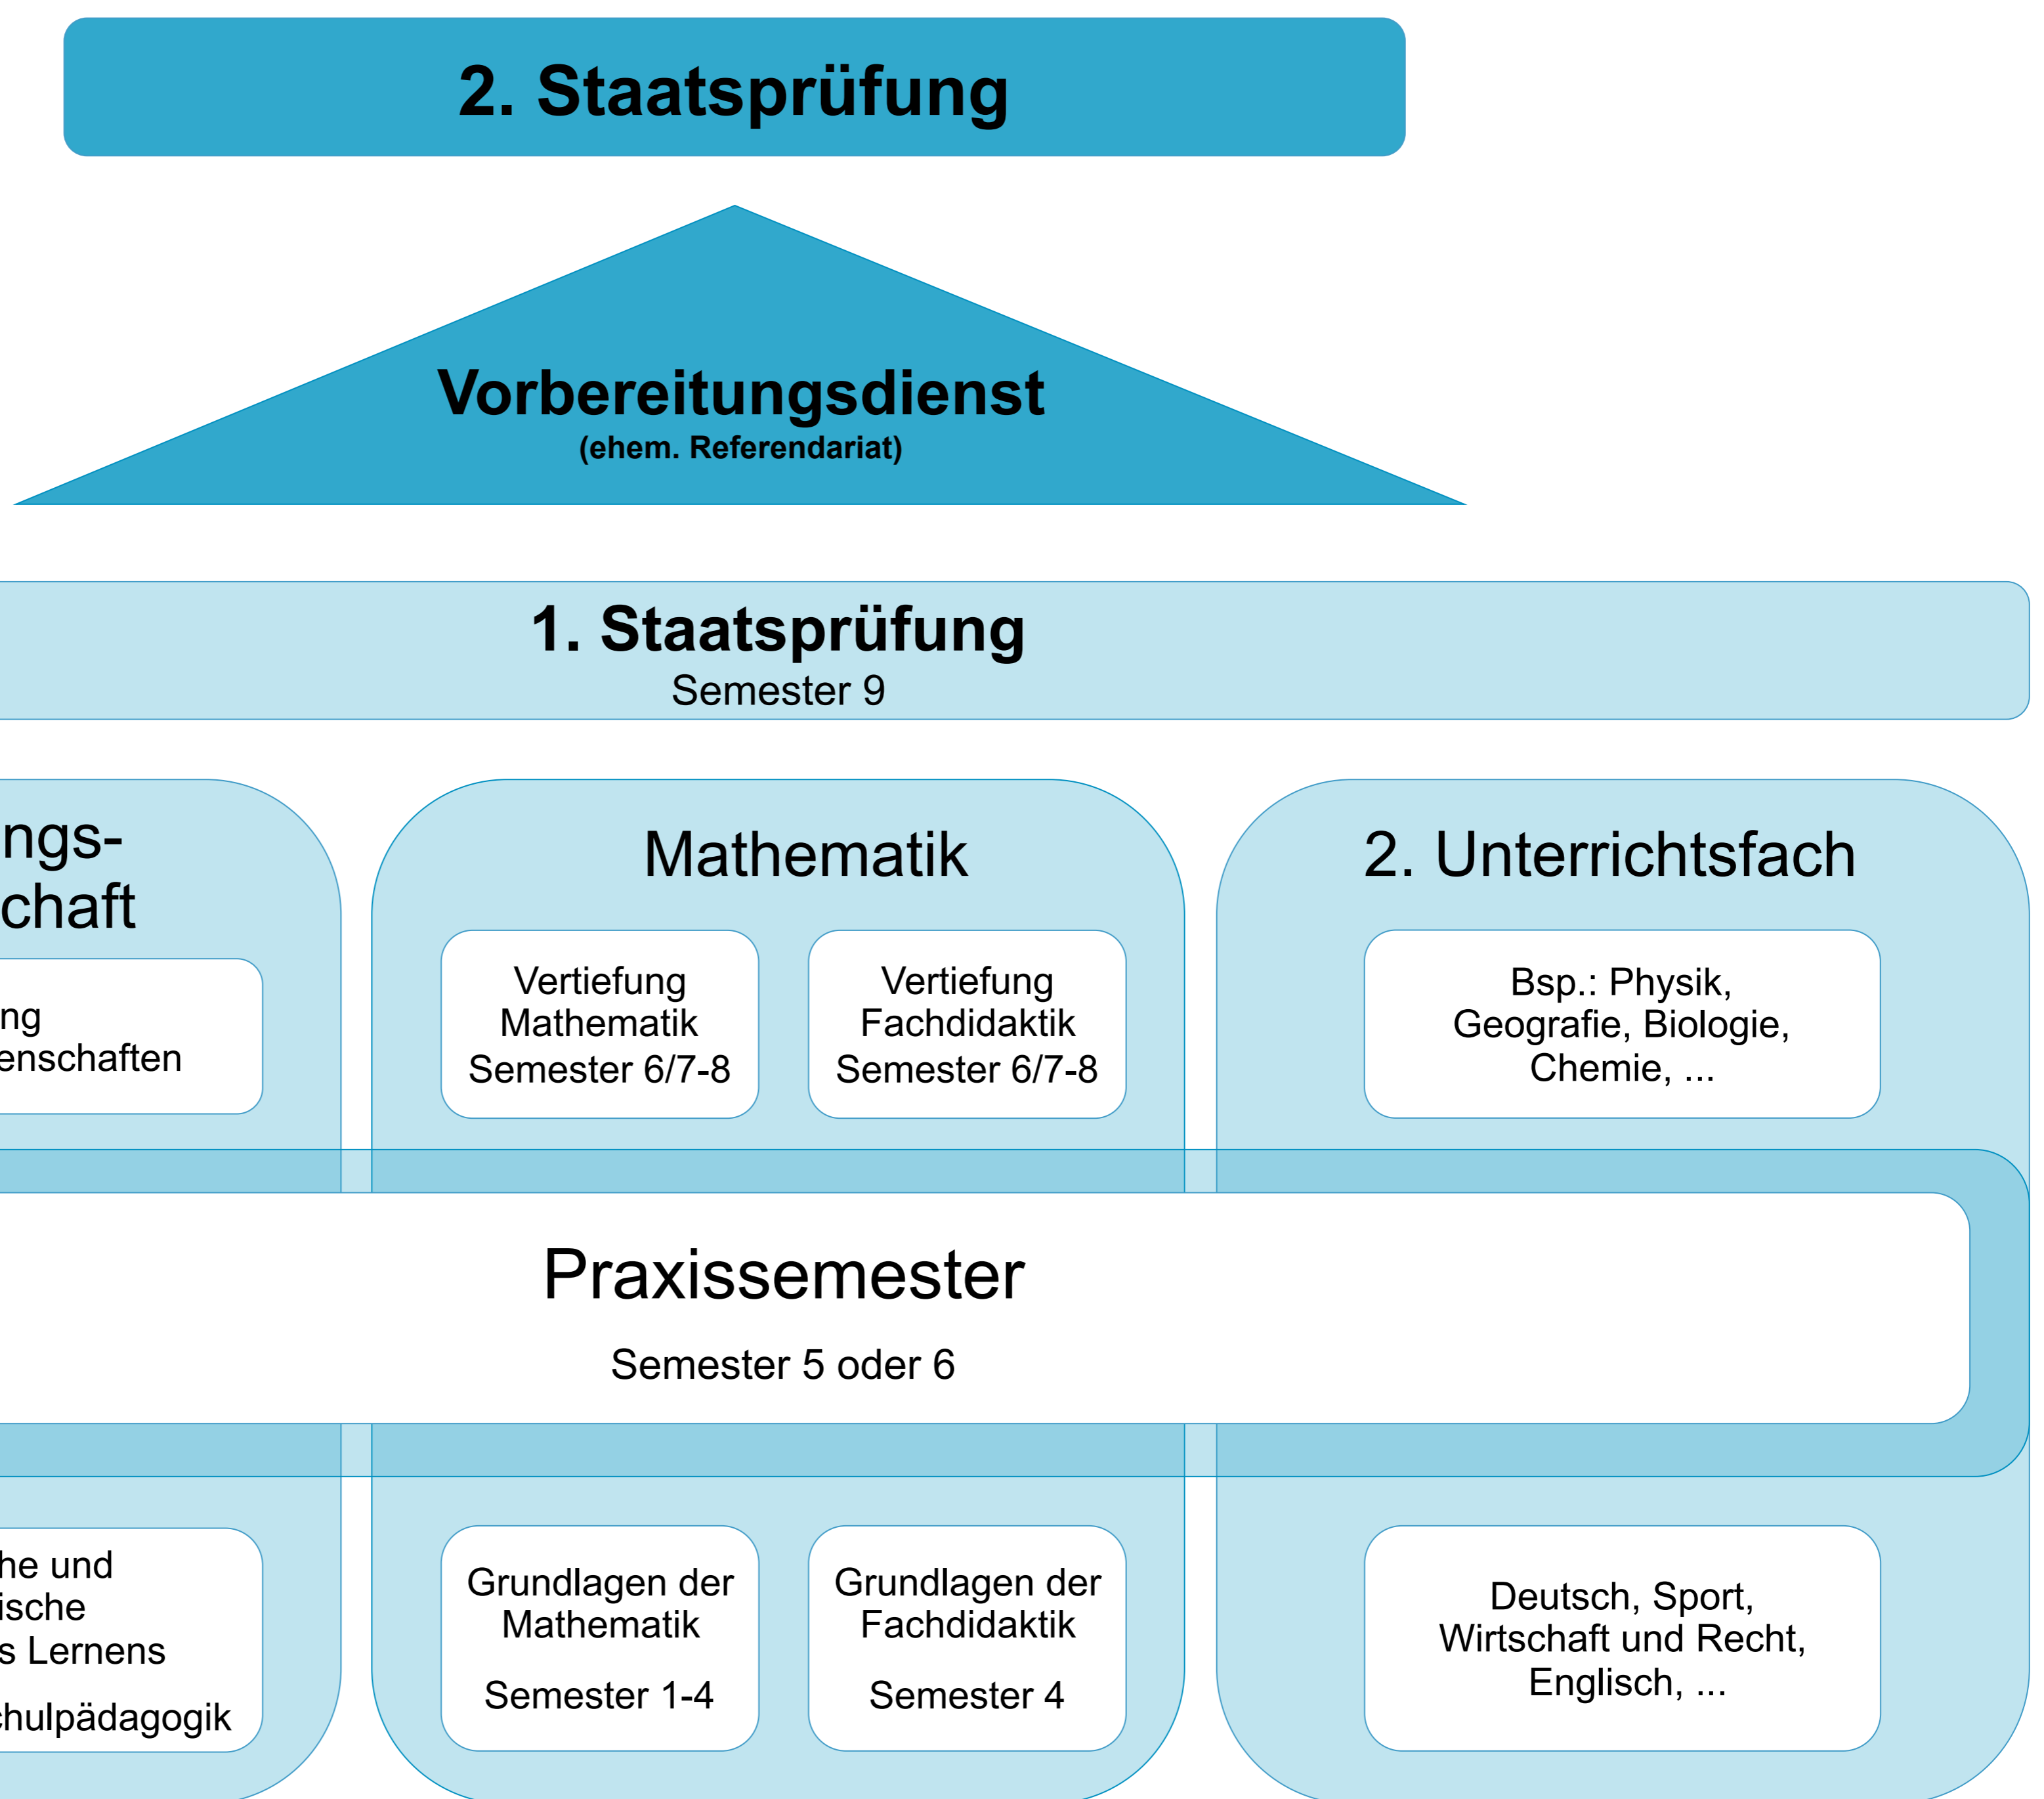 2. Staatsprüfung
Vorbereitungsdienst
(ehem. Referendariat)
1. Staatsprüfung
Semester 9
ngs-
chaft
ng
enschaften
Mathematik
Vertiefung
Mathematik
Semester 6/7-8
Vertiefung
Fachdidaktik
Semester 6/7-8
2. Unterrichtsfach
Bsp.: Physik,
Geografie, Biologie,
Chemie, ...
Praxissemester
Semester 5 oder 6
he und
ische
s Lernens
chulpädagogik
Grundlagen der
Mathematik
Semester 1-4
Grundlagen der
Fachdidaktik
Semester 4
Deutsch, Sport,
Wirtschaft und Recht,
Englisch, ...